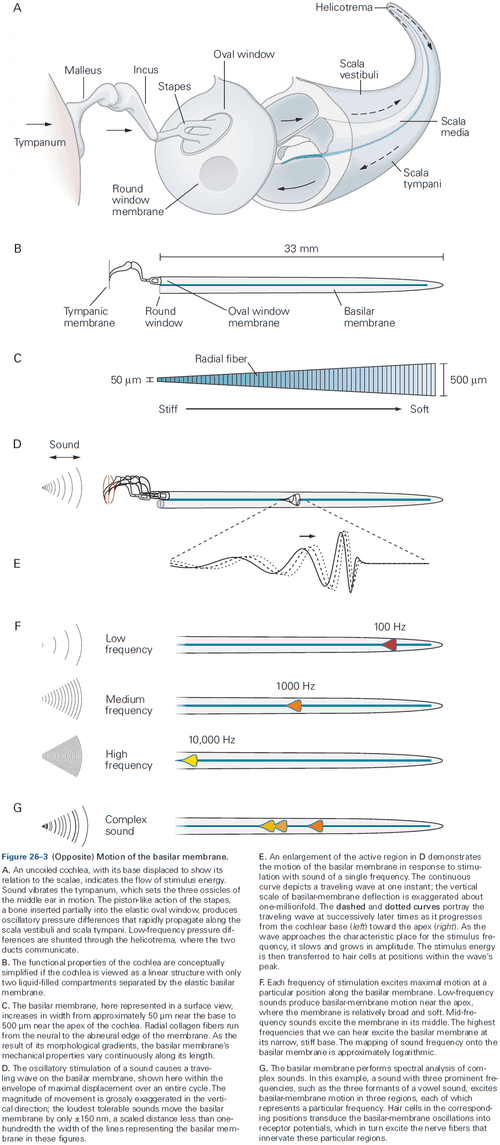 A
Helicotrema
Oval window
Malleus
Incus
Scala
vestibuli
Stapes
Tympanum
Scala
media
Round
window
membrane
Scala
tympani
B
33 mm
Tympanic
membrane
Round
window
Oval window
membrane
Basilar
membrane
C
Radial fiber
50 µm
500 µm
Stiff
Soft
D
Sound
E
F
100 Hz
Low
frequency
1000 Hz
Medium
frequency
10,000 Hz
High
frequency
G
Complex
sound
Figure 26–3 (Opposite) Motion of the basilar membrane.
A. An uncoiled cochlea, with its base displaced to show its
relation to the scalae, indicates the flow of stimulus energy.
Sound vibrates the tympanum, which sets the three ossicles of
the middle ear in motion. The piston-like action of the stapes,
a bone inserted partially into the elastic oval window, produces
oscillatory pressure differences that rapidly propagate along the
scala vestibuli and scala tympani. Low-frequency pressure dif-
ferences are shunted through the helicotrema, where the two
ducts communicate.
B. The functional properties of the cochlea are conceptually
simplified if the cochlea is viewed as a linear structure with only
two liquid-filled compartments separated by the elastic basilar
membrane.
C. The basilar membrane, here represented in a surface view,
increases in width from approximately 50 µm near the base to
500 µm near the apex of the cochlea. Radial collagen fibers run
from the neural to the abneural edge of the membrane. As the
result of its morphological gradients, the basilar membrane's
mechanical properties vary continuously along its length.
D. The oscillatory stimulation of a sound causes a trave-
ling wave on the basilar membrane, shown here within the
envelope of maximal displacement over an entire cycle. The
magnitude of movement is grossly exaggerated in the verti-
cal direction; the loudest tolerable sounds move the basilar
membrane by only ±150 nm, a scaled distance less than one-
hundredth the width of the lines representing the basilar mem-
brane in these figures.
E. An enlargement of the active region in D demonstrates
the motion of the basilar membrane in response to stimu-
lation with sound of a single frequency. The continuous
curve depicts a traveling wave at one instant; the vertical
scale of basilar-membrane deflection is exaggerated about
one-millionfold. The dashed and dotted curves portray the
traveling wave at successively later times as it progresses
from the cochlear base (left) toward the apex (right). As the
wave approaches the characteristic place for the stimulus fre-
quency, it slows and grows in amplitude. The stimulus energy
is then transferred to hair cells at positions within the wave's
peak.
F. Each frequency of stimulation excites maximal motion at a
particular position along the basilar membrane. Low-frequency
sounds produce basilar-membrane motion near the apex,
where the membrane is relatively broad and soft. Mid-fre-
quency sounds excite the membrane in its middle. The highest
frequencies that we can hear excite the basilar membrane at
its narrow, stiff base. The mapping of sound frequency onto the
basilar membrane is approximately logarithmic.
G. The basilar membrane performs spectral analysis of com-
plex sounds. In this example, a sound with three prominent fre-
quencies, such as the three formants of a vowel sound, excites
basilar-membrane motion in three regions, each of which
represents a particular frequency. Hair cells in the correspond-
ing positions transduce the basilar-membrane oscillations into
receptor potentials, which in turn excite the nerve fibers that
innervate these particular regions.